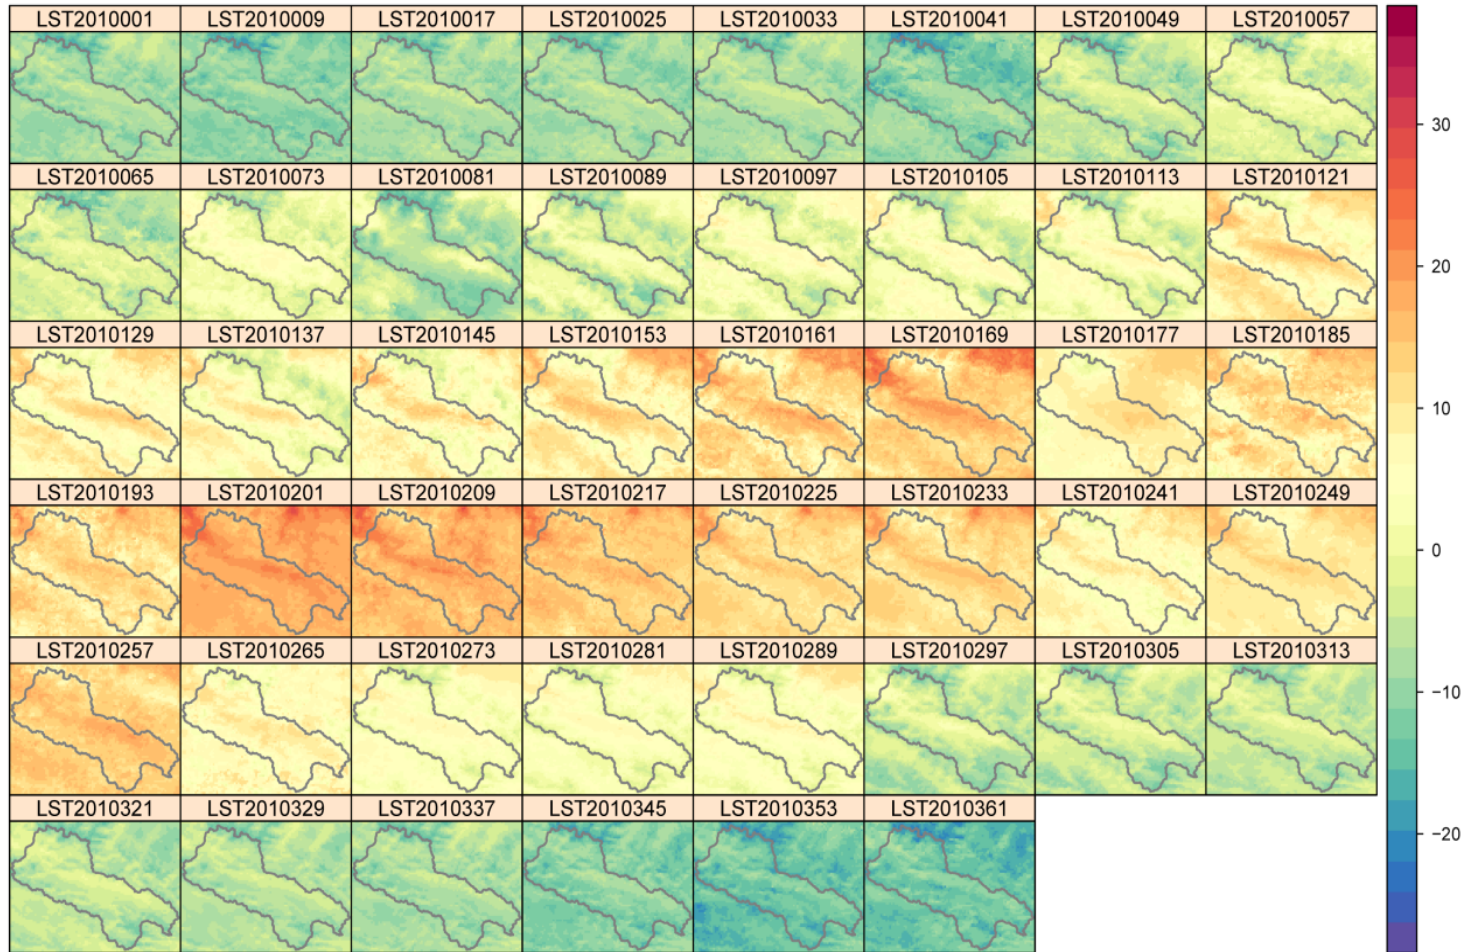 LST2010001 LST2010009 LST2010017 LST2010025 LST2010033 LST2010041 LST2010049 LST2010057
LST2010065 LST2010073 LST2010081 LST2010089 LST2010097 LST2010105 LST2010113 LST2010121
LST2010129 LST2010137 LST2010145 LST2010153 LST2010161 LST2010169 LST2010177 LST2010185
LST2010193 LST2010201 LST2010209 LST2010217 LST2010225 LST2010233 LST2010241 LST2010249
LST2010257 LST2010265 LST2010273 LST2010281 LST2010289 LST2010297 LST2010305 LST2010313
LST2010321 LST2010329 LST2010337 LST2010345 LST2010353 LST2010361
30
20
10
0
−10
−20